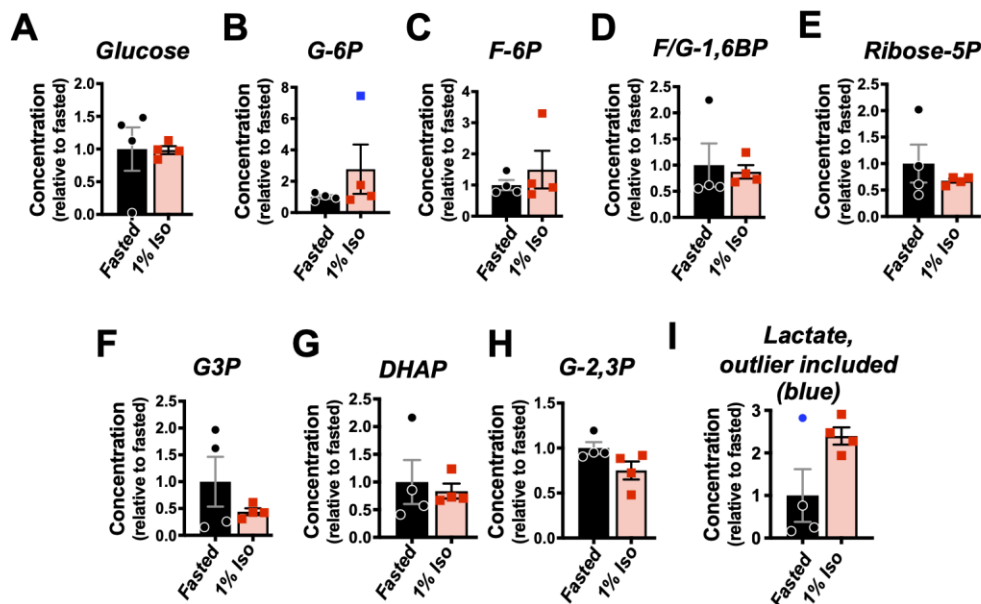 A
Glucose
Concentration
(relative to fasted)
2.0
1.5
1.0
0.5
0.0
Fasted
1% Iso
B
G-6P
Concentration
(relative to fasted)
8
6
4
2
0
Fasted
1% Iso
C
F-6P
Concentration
(relative to fasted)
6
4
2
0
Fasted
1% Iso
D
F/G-1,6BP
Concentration
(relative to fasted)
2.5
2.0
1.5
1.0
0.5
0.0
Fasted
1% Iso
E
Ribose-5P
Concentration
(relative to fasted)
2.5
2.0
1.5
1.0
0.5
0.0
Fasted
1% Iso
F
G3P
Concentration
(relative to fasted)
2.5
2.0
1.5
1.0
0.5
0.0
Fasted
1% Iso
G
DHAP
Concentration
(relative to fasted)
2.5
2.0
1.5
1.0
0.5
0.0
Fasted
1% Iso
H
G-2,3P
Concentration
(relative to fasted)
1.5
1.0
0.5
0.0
Fasted
1% Iso
I
Lactate,
outlier included
(blue)
Concentration
(relative to fasted)
3
2
1
0
Fasted
1% Iso